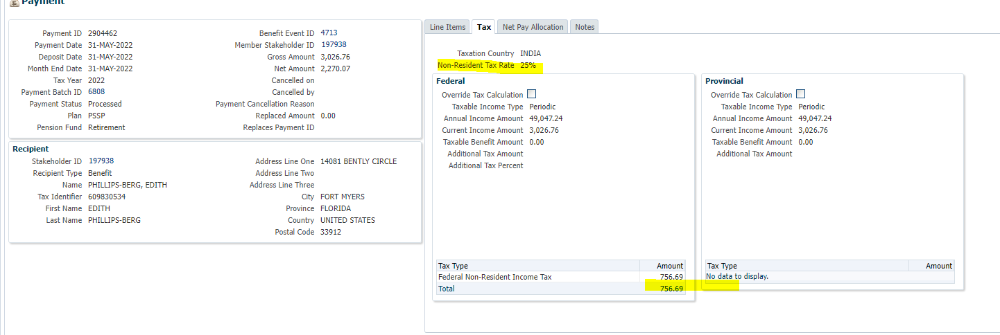 Payment
Payment ID 2904462 Benefit Event ID 4713
Payment Date 31-MAY-2022 Member Stakeholder ID 197938
Deposit Date 31-MAY-2022 Gross Amount 3,026.76
Month End Date 31-MAY-2022 Net Amount 2,270.07
Tax Year 2022 Cancelled on
Payment Batch ID 6808 Cancelled by
Payment Status Processed Payment Cancellation Reason
Plan PSSP Replaced Amount 0.00
Pension Fund Retirement Replaces Payment ID
Recipient
Stakeholder ID 197938 Address Line One 14081 BENTLY CIRCLE
Recipient Type Benefit Address Line Two
Name PHILLIPS-BERG, EDITH Address Line Three
Tax Identifier 609830534 City FORT MYERS
First Name EDITH Province FLORIDA
Last Name PHILLIPS-BERG Country UNITED STATES
Postal Code 33912
Line Items Tax Net Pay Allocation Notes
Taxation Country INDIA
Non-Resident Tax Rate 25%
Federal
Override Tax Calculation
Taxable Income Type Periodic
Annual Income Amount 49,047.24
Current Income Amount 3,026.76
Taxable Benefit Amount 0.00
Additional Tax Amount
Additional Tax Percent
Tax Type Amount
Federal Non-Resident Income Tax 756.69
Total 756.69
Provincial
Override Tax Calculation
Taxable Income Type Periodic
Annual Income Amount 49,047.24
Current Income Amount 3,026.76
Taxable Benefit Amount 0.00
Additional Tax Amount
Tax Type Amount
No data to display.